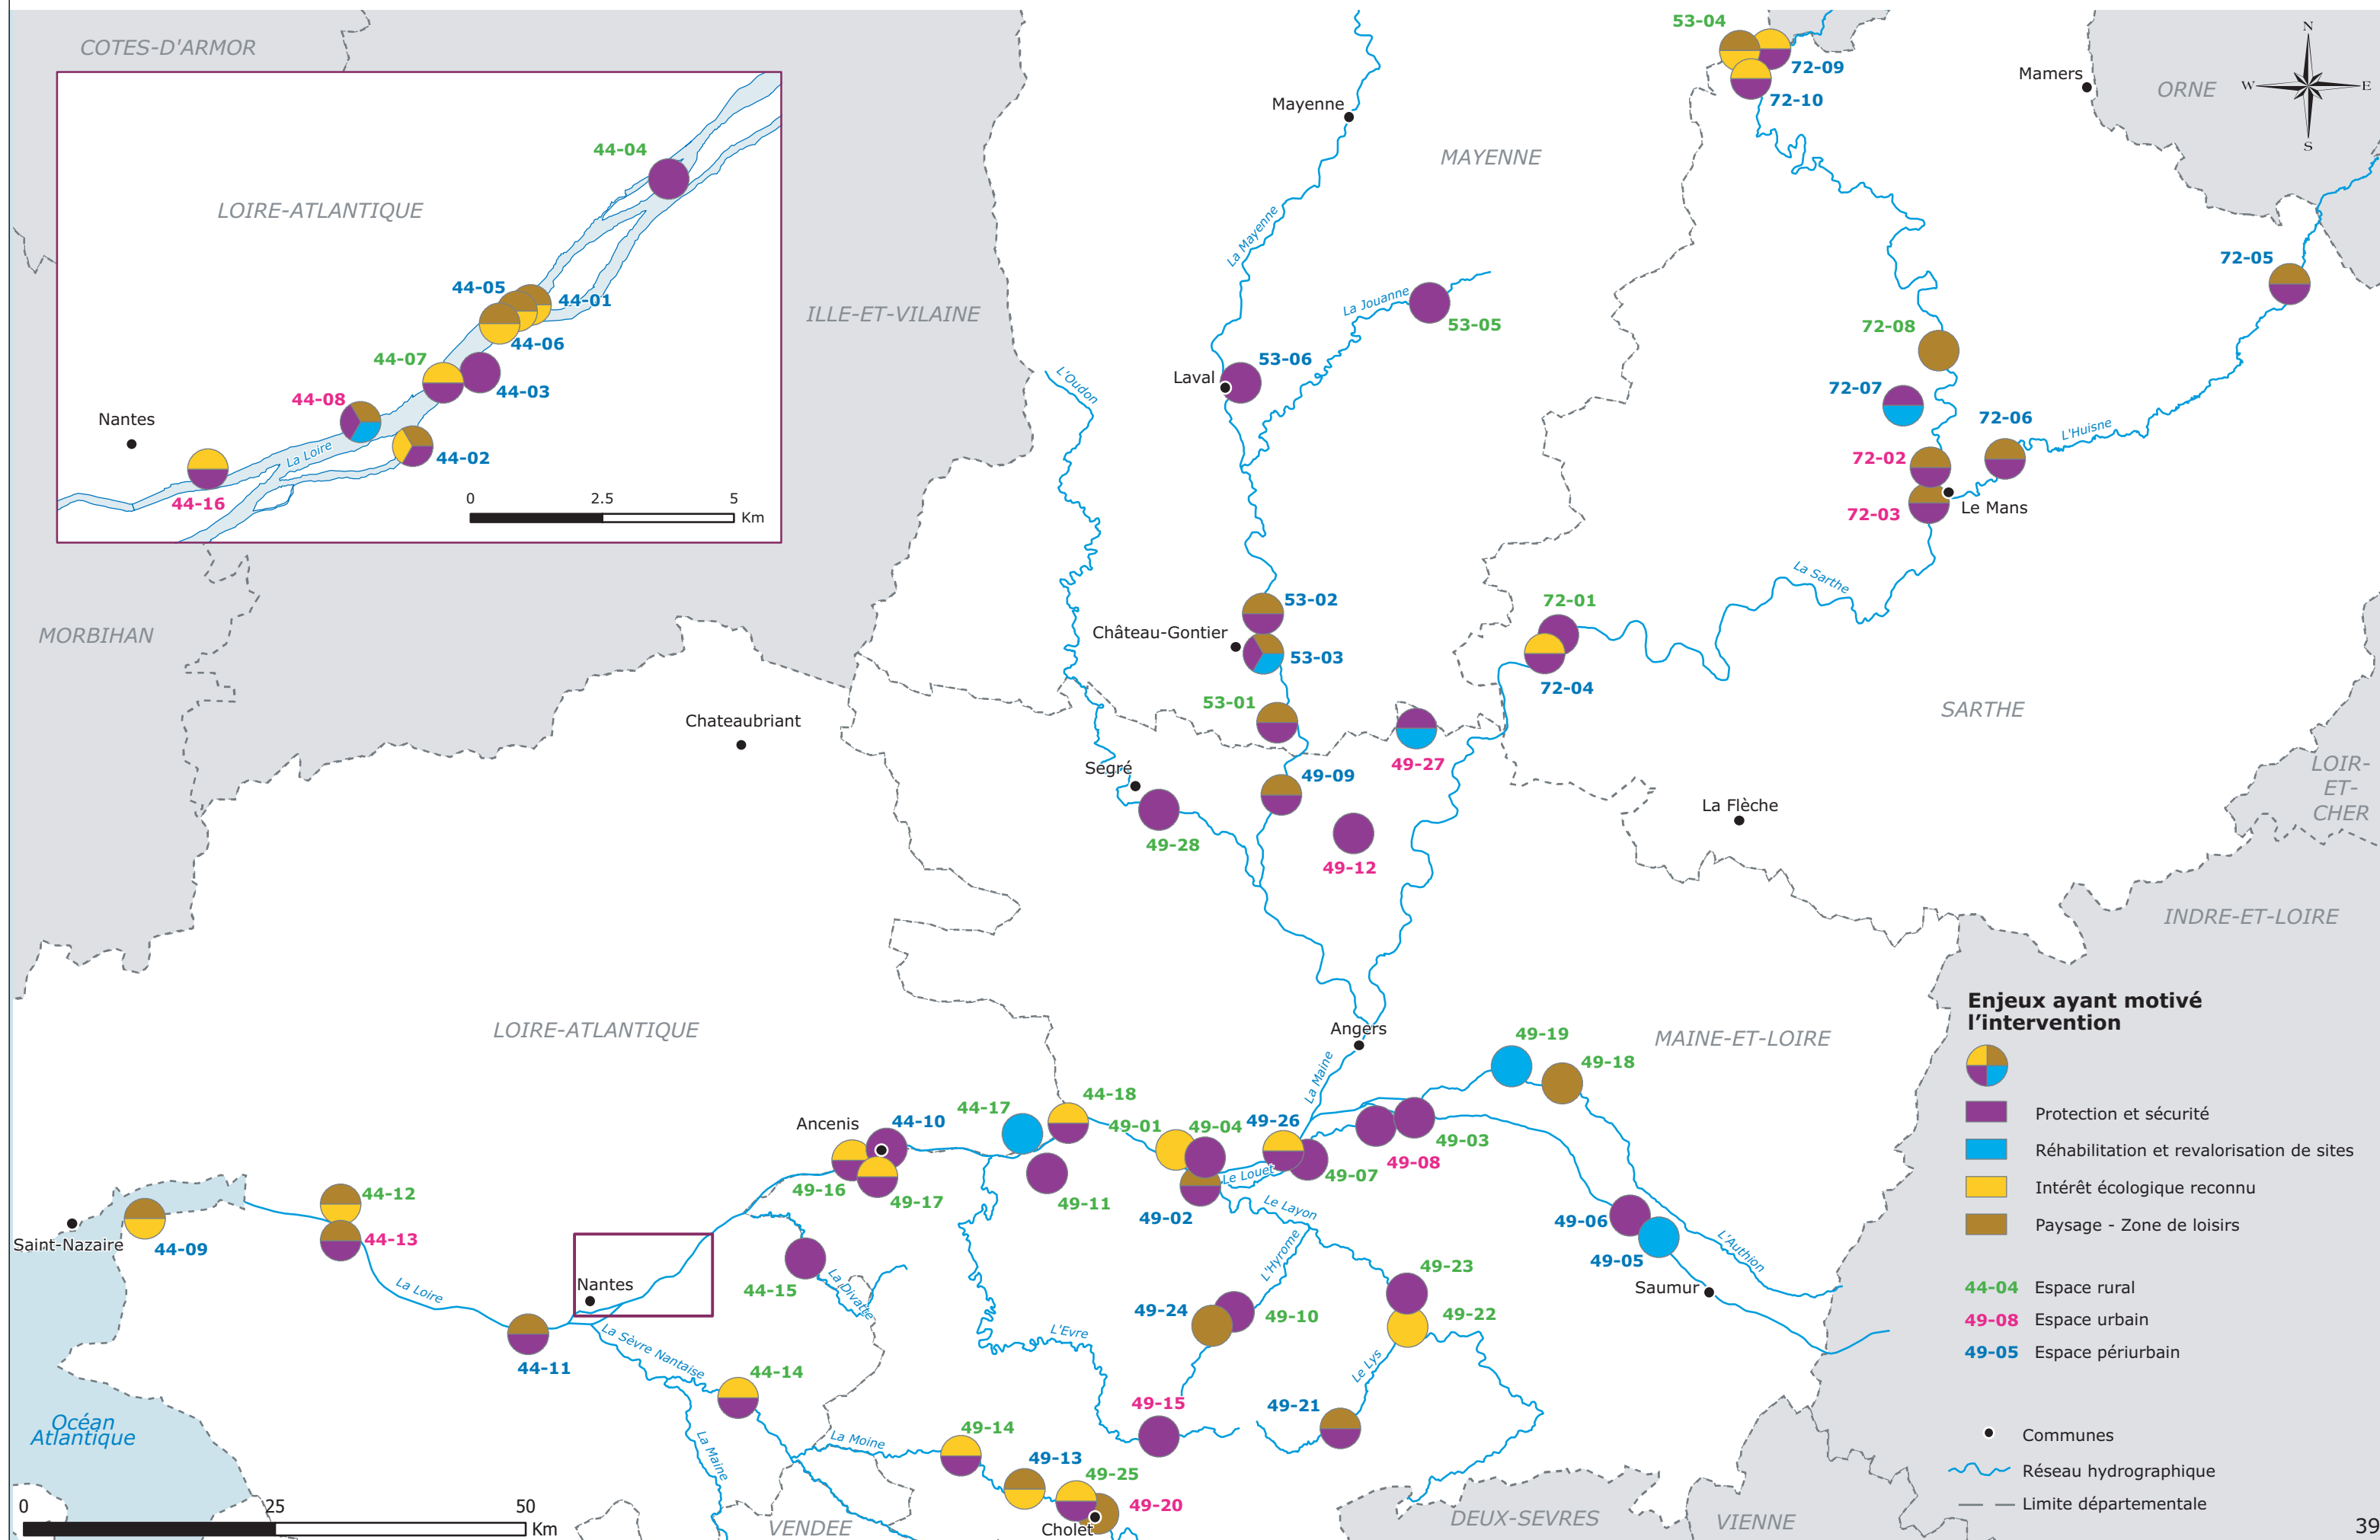 COTES-D'ARMOR
53-04
72-09
72-10
Mamers
ORNE
N
W
E
S
Mayenne
MAYENNE
La Mayenne
44-04
LOIRE-ATLANTIQUE
44-05
44-01
44-06
44-07
44-03
44-08
44-02
Nantes
La Loire
44-16
0
2.5
5
Km
ILLE-ET-VILAINE
La Jouanne
53-05
53-06
Laval
L'Oudon
72-05
72-08
72-07
72-06
L'Huisne
72-02
72-03
Le Mans
La Sarthe
53-02
Château-Gontier
53-03
53-01
72-01
72-04
SARTHE
MORBIHAN
Chateaubriant
49-27
Segré
49-09
49-28
49-12
La Flèche
LOIR-
ET-
CHER
INDRE-ET-LOIRE
LOIRE-ATLANTIQUE
Angers
MAINE-ET-LOIRE
La Maine
49-19
49-18
44-18
44-17
Ancenis
44-10
49-01
49-04
49-26
49-03
49-08
49-07
Le Louet
49-16
49-17
49-11
49-02
Le Layon
44-12
44-13
Saint-Nazaire
44-09
49-06
49-05
L'Authion
Saumur
La Loire
Nantes
44-15
La Divatte
L'Hyrome
49-23
49-24
49-10
49-22
44-11
La Sèvre Nantaise
L'Evre
Le Lys
44-14
49-15
49-21
Océan
Atlantique
La Maine
La Moine
49-14
49-13
49-25
49-20
Cholet
VENDEE
DEUX-SEVRES
VIENNE
0
25
50
Km
Enjeux ayant motivé
l'intervention
Protection et sécurité
Réhabilitation et revalorisation de sites
Intérêt écologique reconnu
Paysage - Zone de loisirs
44-04 Espace rural
49-08 Espace urbain
49-05 Espace périurbain
Communes
Réseau hydrographique
Limite départementale
39